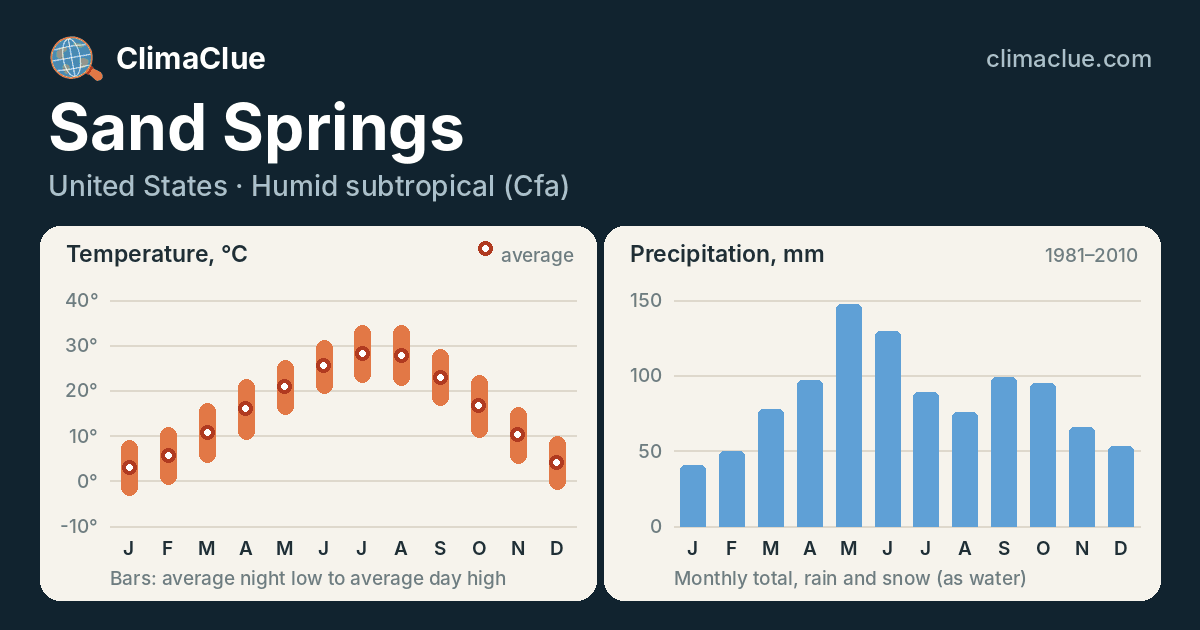 ClimaClue
climaclue.com
Sand Springs
United States · Humid subtropical (Cfa)
Temperature, °C
average
40°
30°
20°
10°
0°
-10°
J F M A M J J A S O N D
Bars: average night low to average day high
Precipitation, mm
1981–2010
150
100
50
0
J F M A M J J A S O N D
Monthly total, rain and snow (as water)